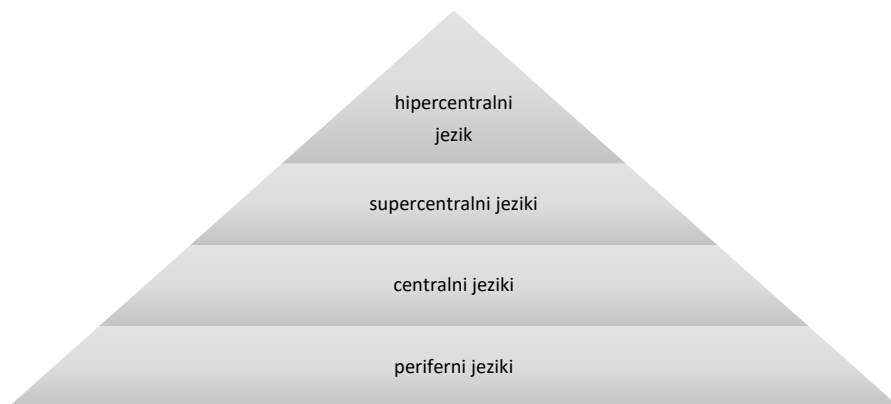 hipercentralni
jezik
supercentralni jeziki
centralni jeziki
periferni jeziki